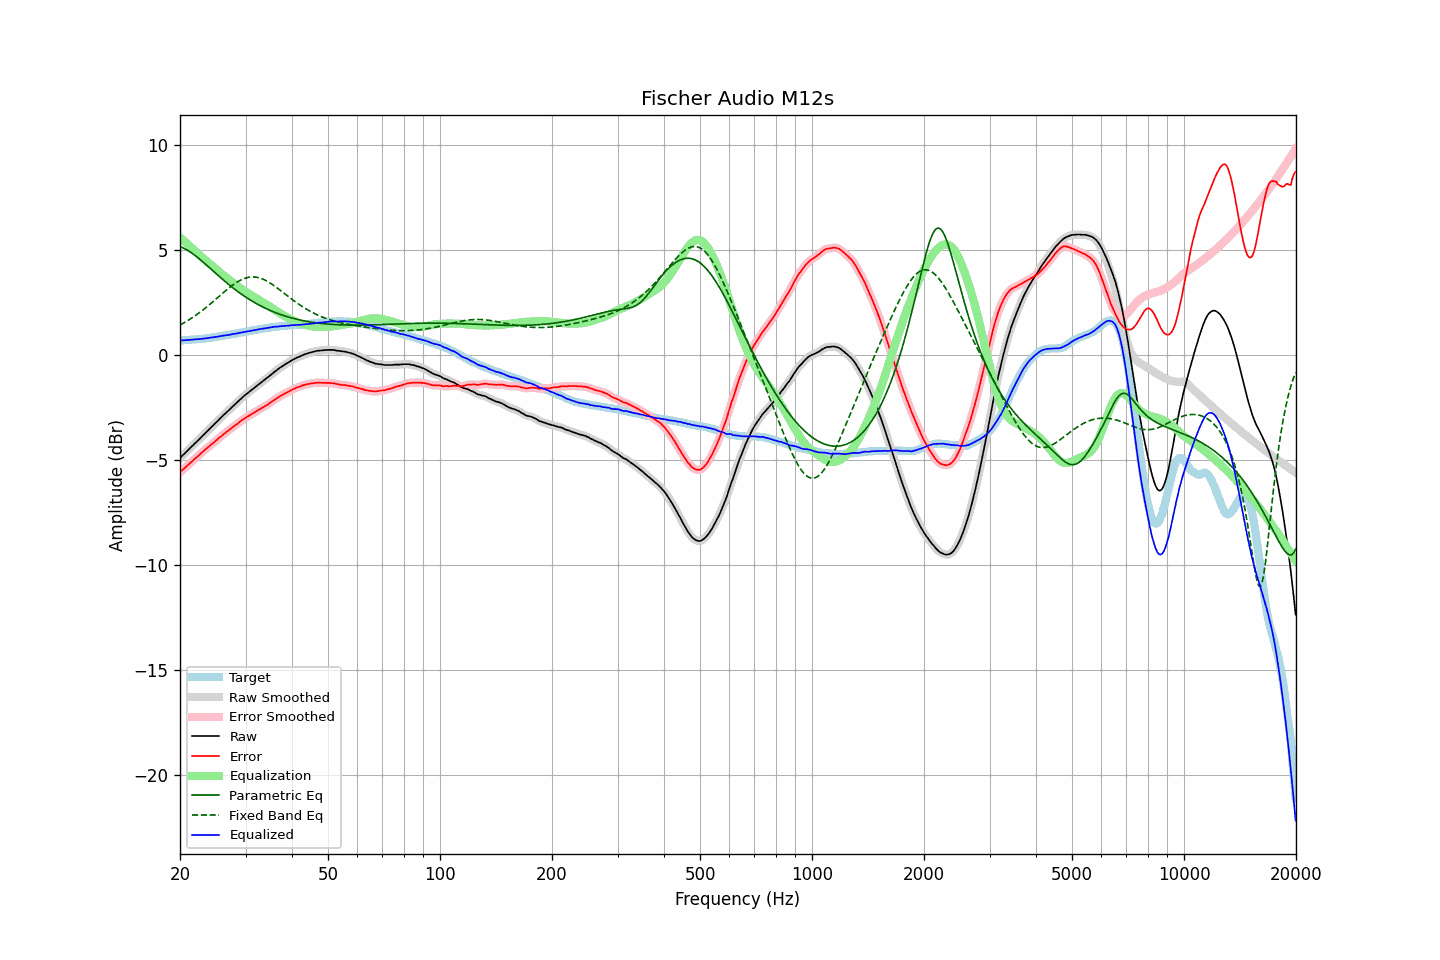 Fischer Audio M12s
Amplitude (dBr)
10
5
0
−5
−10
−15
−20
Target
Raw Smoothed
Error Smoothed
Raw
Error
Equalization
Parametric Eq
Fixed Band Eq
Equalized
20 50 100 200 500 1000 2000 5000 10000 20000
Frequency (Hz)